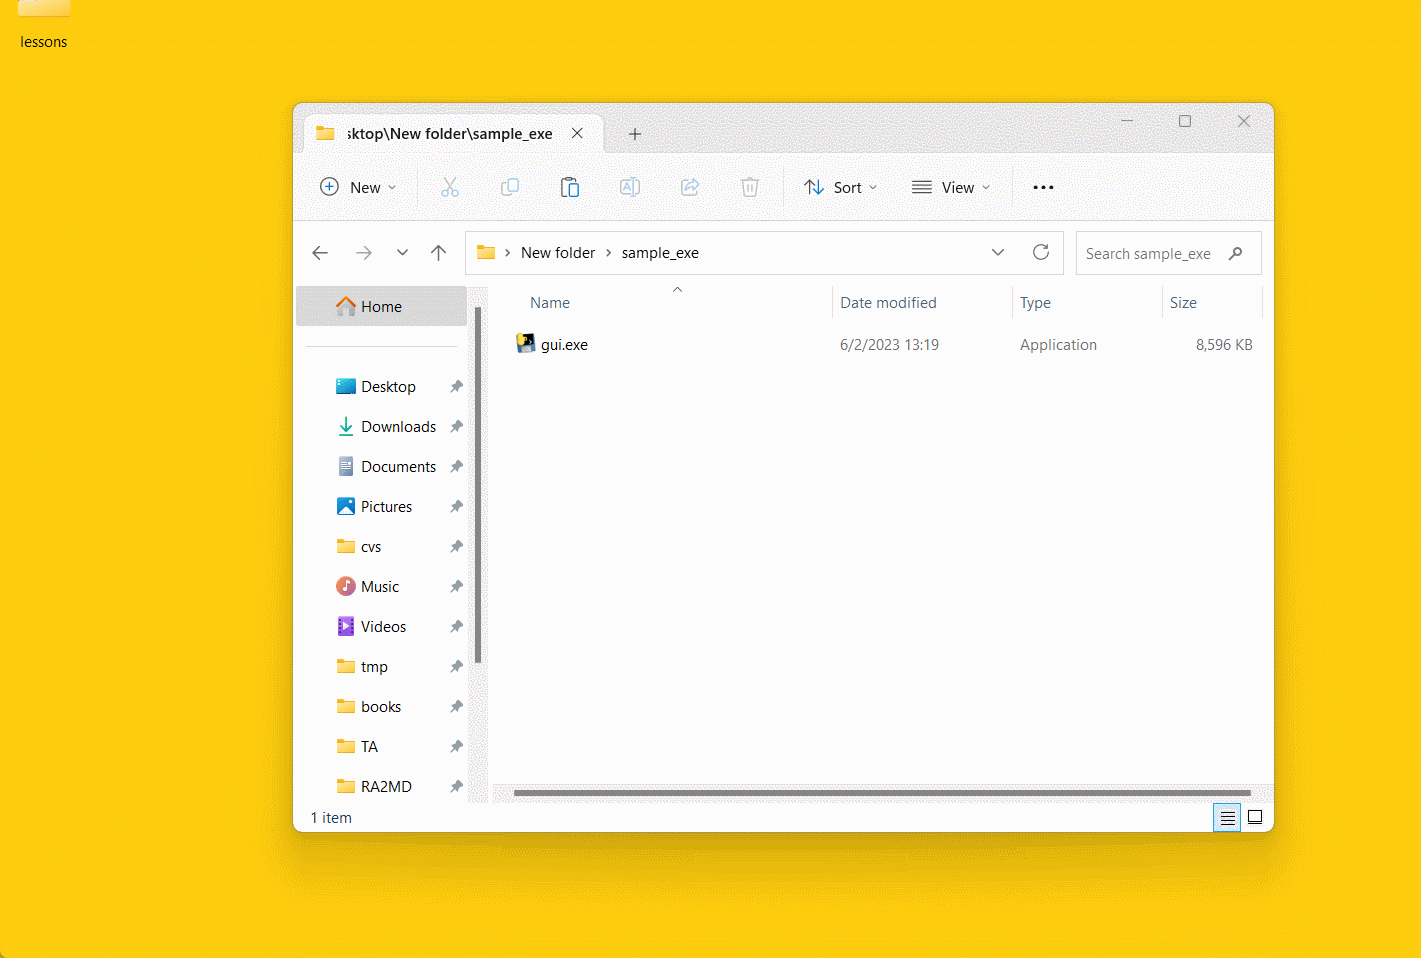 lessons
sktop\New folder\sample_exe
New
Sort
View
New folder
sample_exe
Search sample_exe
Home
Name
Date modified
Type
Size
gui.exe
6/2/2023 13:19
Application
8,596 KB
Desktop
Downloads
Documents
Pictures
cvs
Music
Videos
tmp
books
TA
RA2MD
1 item